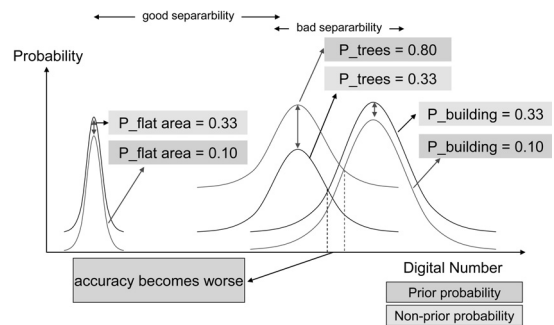 good separarbility
bad separarbility
Probability
P_trees = 0.80
P_trees = 0.33
P_flat area = 0.33
P_building = 0.33
P_flat area = 0.10
P_building = 0.10
accuracy becomes worse
Digital Number
Prior probability
Non-prior probability